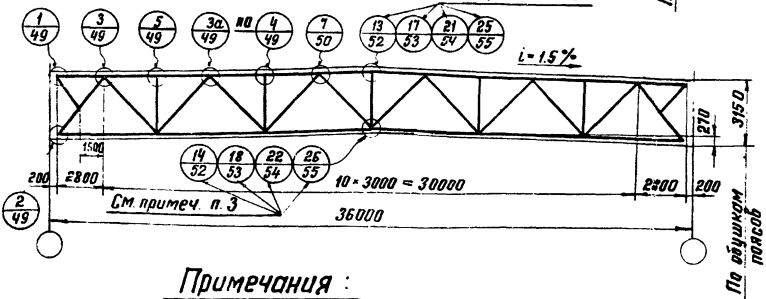 1 3 5 3а на 4 7 13 17 21 25
49 49 49 49 49 50 52 53 54 55
i=1.5%
3150
270
1500
14 18 22 26
52 53 54 55
200 2800 10×3000 = 30000 2800 200
2
49
См. примеч. п. 3
36000
По обушкам
поясов
Примечания :